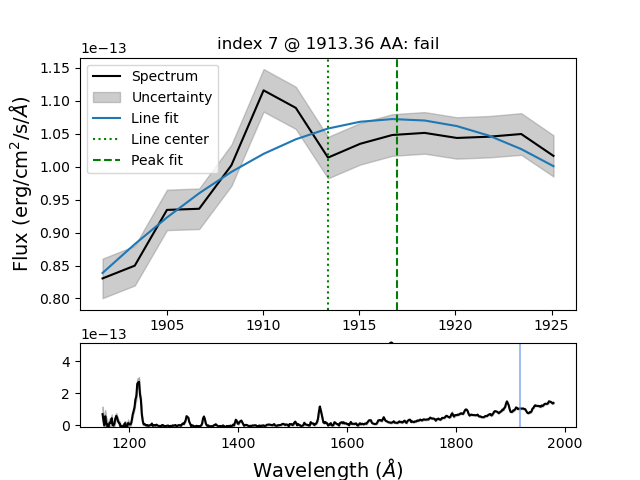 index 7 @ 1913.36 AA: fail
1e−13
Spectrum
Uncertainty
Line fit
Line center
Peak fit
Flux (erg/cm²/s/Å)
1.15
1.10
1.05
1.00
0.95
0.90
0.85
0.80
1905
1910
1915
1920
1925
1e−13
4
2
0
1200
1400
1600
1800
2000
Wavelength (Å)